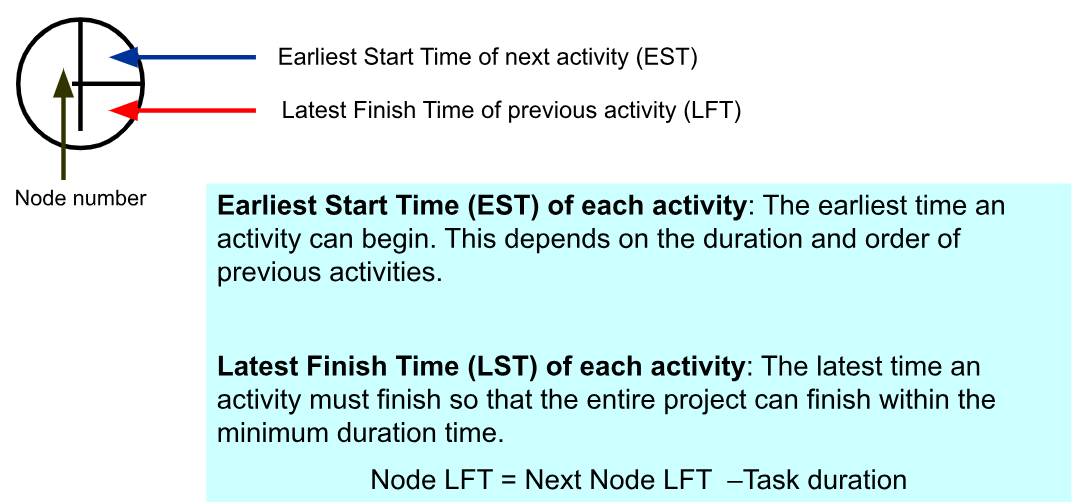 Earliest Start Time of next activity (EST)
Latest Finish Time of previous activity (LFT)
Node number
Earliest Start Time (EST) of each activity: The earliest time an
activity can begin. This depends on the duration and order of
previous activities.
Latest Finish Time (LST) of each activity: The latest time an
activity must finish so that the entire project can finish within the
minimum duration time.
Node LFT = Next Node LFT –Task duration